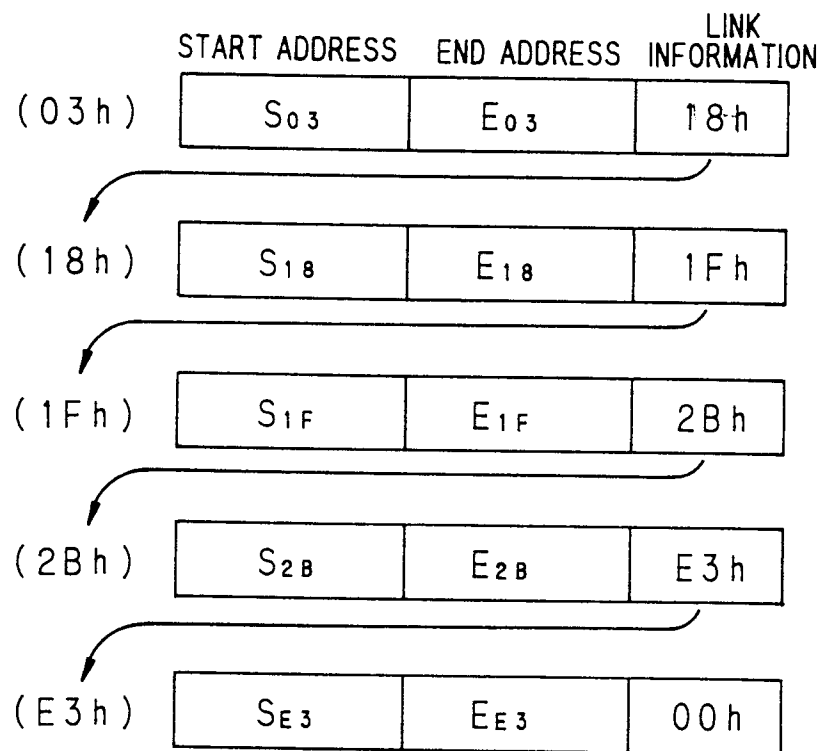 START ADDRESS END ADDRESS LINK INFORMATION
(03h) S03 E03 18h
(18h) S18 E18 1Fh
(1Fh) S1F E1F 2Bh
(2Bh) S2B E2B E3h
(E3h) SE3 EE3 00h